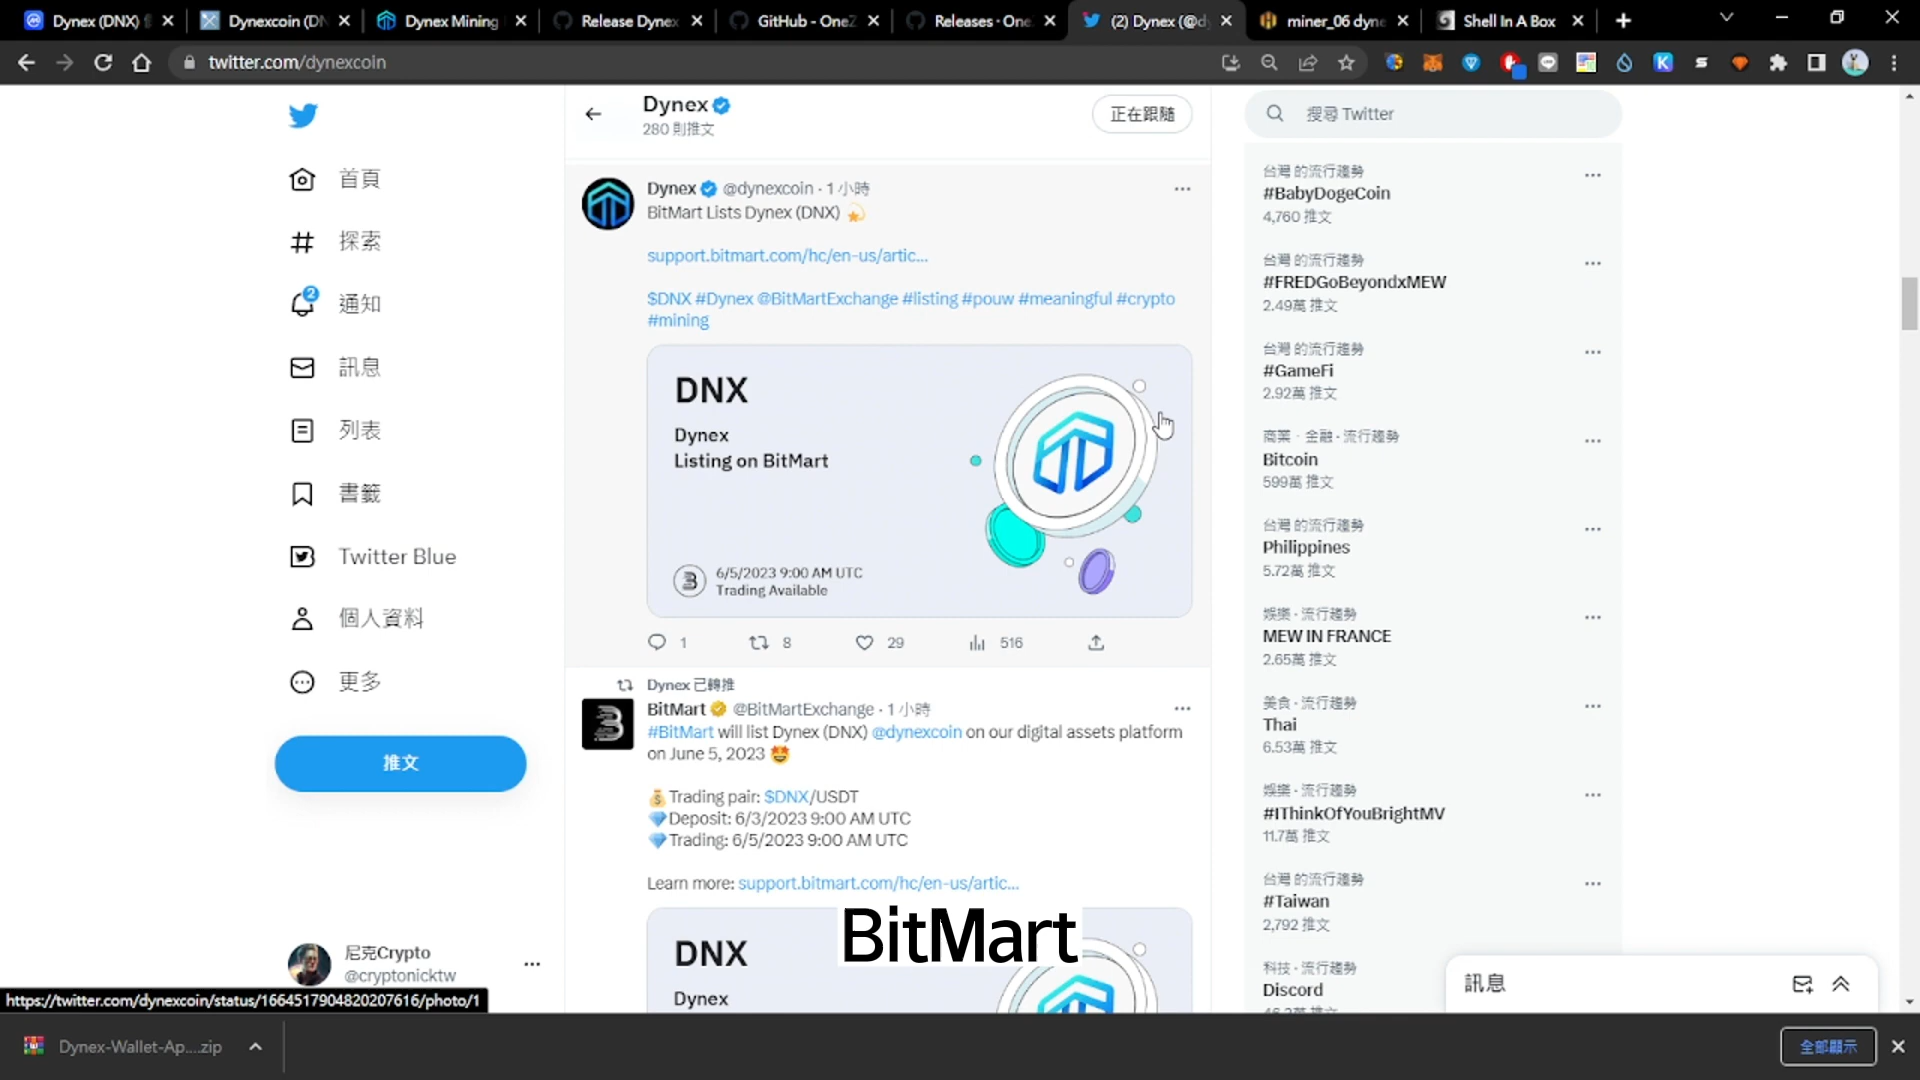 Dynex (DNX)
Dynexcoin (DN
Dynex Mining
Release Dynex
GitHub - OneZ
Releases · One
(2) Dynex (@dy
miner_06 dyne
Shell In A Box
twitter.com/dynexcoin
Dynex
280 則推文
正在跟隨
搜尋 Twitter
首頁
探索
2
通知
訊息
列表
書籤
Twitter Blue
個人資料
更多
推文
尼克Crypto
@cryptonicktw
Dynex @dynexcoin · 1 小時
BitMart Lists Dynex (DNX)
support.bitmart.com/hc/en-us/artic...
$DNX #Dynex @BitMartExchange #listing #pouw #meaningful #crypto
#mining
DNX
Dynex
Listing on BitMart
6/5/2023 9:00 AM UTC
Trading Available
1 8 29 516
Dynex 已轉推
BitMart @BitMartExchange · 1 小時
#BitMart will list Dynex (DNX) @dynexcoin on our digital assets platform
on June 5, 2023
Trading pair: $DNX/USDT
Deposit: 6/3/2023 9:00 AM UTC
Trading: 6/5/2023 9:00 AM UTC
Learn more: support.bitmart.com/hc/en-us/artic...
DNX
Dynex
BitMart
台灣 的流行趨勢
#BabyDogeCoin
4,760 推文
台灣 的流行趨勢
#FREDGoBeyondxMEW
2.49萬 推文
台灣 的流行趨勢
#GameFi
2.92萬 推文
商業 · 金融 · 流行趨勢
Bitcoin
599萬 推文
台灣 的流行趨勢
Philippines
5.72萬 推文
娛樂 · 流行趨勢
MEW IN FRANCE
2.65萬 推文
美食 · 流行趨勢
Thai
6.53萬 推文
娛樂 · 流行趨勢
#IThinkOfYouBrightMV
11.7萬 推文
台灣 的流行趨勢
#Taiwan
2,792 推文
科技 · 流行趨勢
Discord
訊息
https://twitter.com/dynexcoin/status/1664517904820207616/photo/1
Dynex-Wallet-Ap....zip
全部顯示